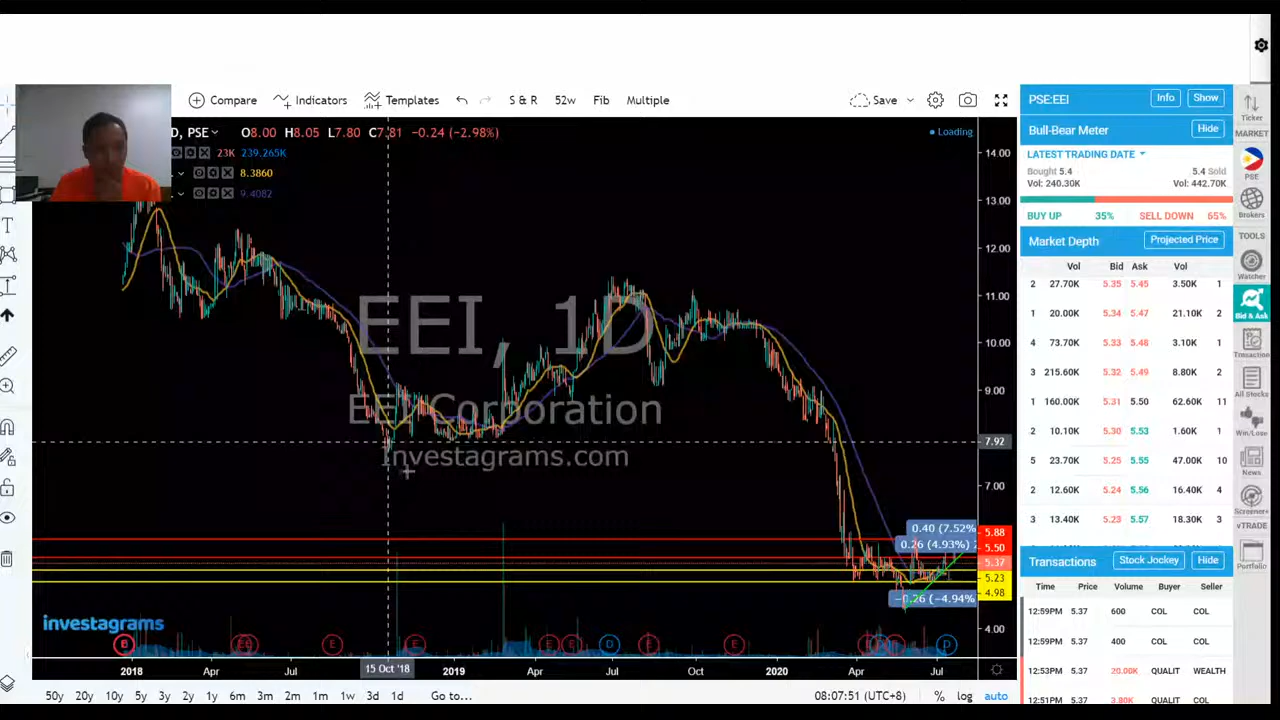 Compare
Indicators
Templates
S & R
52w
Fib
Multiple
Save
D, PSE
O8.00 H8.05 L7.80 C7.81 −0.24 (−2.98%)
23K 239.265K
8.3860
9.4082
Loading
EEI, 1D
EEI Corporation
Investagrams.com
14.00
13.00
12.00
11.00
10.00
9.00
7.92
7.00
5.88
5.50
5.37
5.23
4.98
4.00
0.40 (7.52%
0.26 (4.93%)
−0.26 (−4.94%
investagrams
E E E E E D E E E D
2018 Apr Jul 15 Oct '18 2019 Apr Jul Oct 2020 Apr Jul
50y 20y 10y 5y 3y 2y 1y 6m 3m 2m 1m 1w 3d 1d Go to...
08:07:51 (UTC+8) % log auto
PSE:EEI Info Show
Bull-Bear Meter Hide
LATEST TRADING DATE
Bought 5.4 5.4 Sold
Vol: 240.30K Vol: 442.70K
BUY UP 35% SELL DOWN 65%
Market Depth Projected Price
Vol Bid Ask Vol
2 27.70K 5.35 5.45 3.50K 1
1 20.00K 5.34 5.47 21.10K 2
4 73.70K 5.33 5.48 3.10K 1
3 215.60K 5.32 5.49 8.80K 2
1 160.00K 5.31 5.50 62.60K 11
2 10.10K 5.30 5.53 1.60K 1
5 23.70K 5.25 5.55 47.00K 10
2 12.60K 5.24 5.56 16.40K 4
3 13.40K 5.23 5.57 18.30K 3
Transactions Stock Jockey Hide
Time Price Volume Buyer Seller
12:59PM 5.37 600 COL COL
12:59PM 5.37 400 COL COL
12:53PM 5.37 20.00K QUALIT WEALTH
12:51PM 5.37 3.80K QUALIT COL
Ticker
MARKET
PSE
Brokers
TOOLS
Watcher
Bid & Ask
Transaction
All Stocks
Win/Lose
News
Screener+
vTRADE
Portfolio